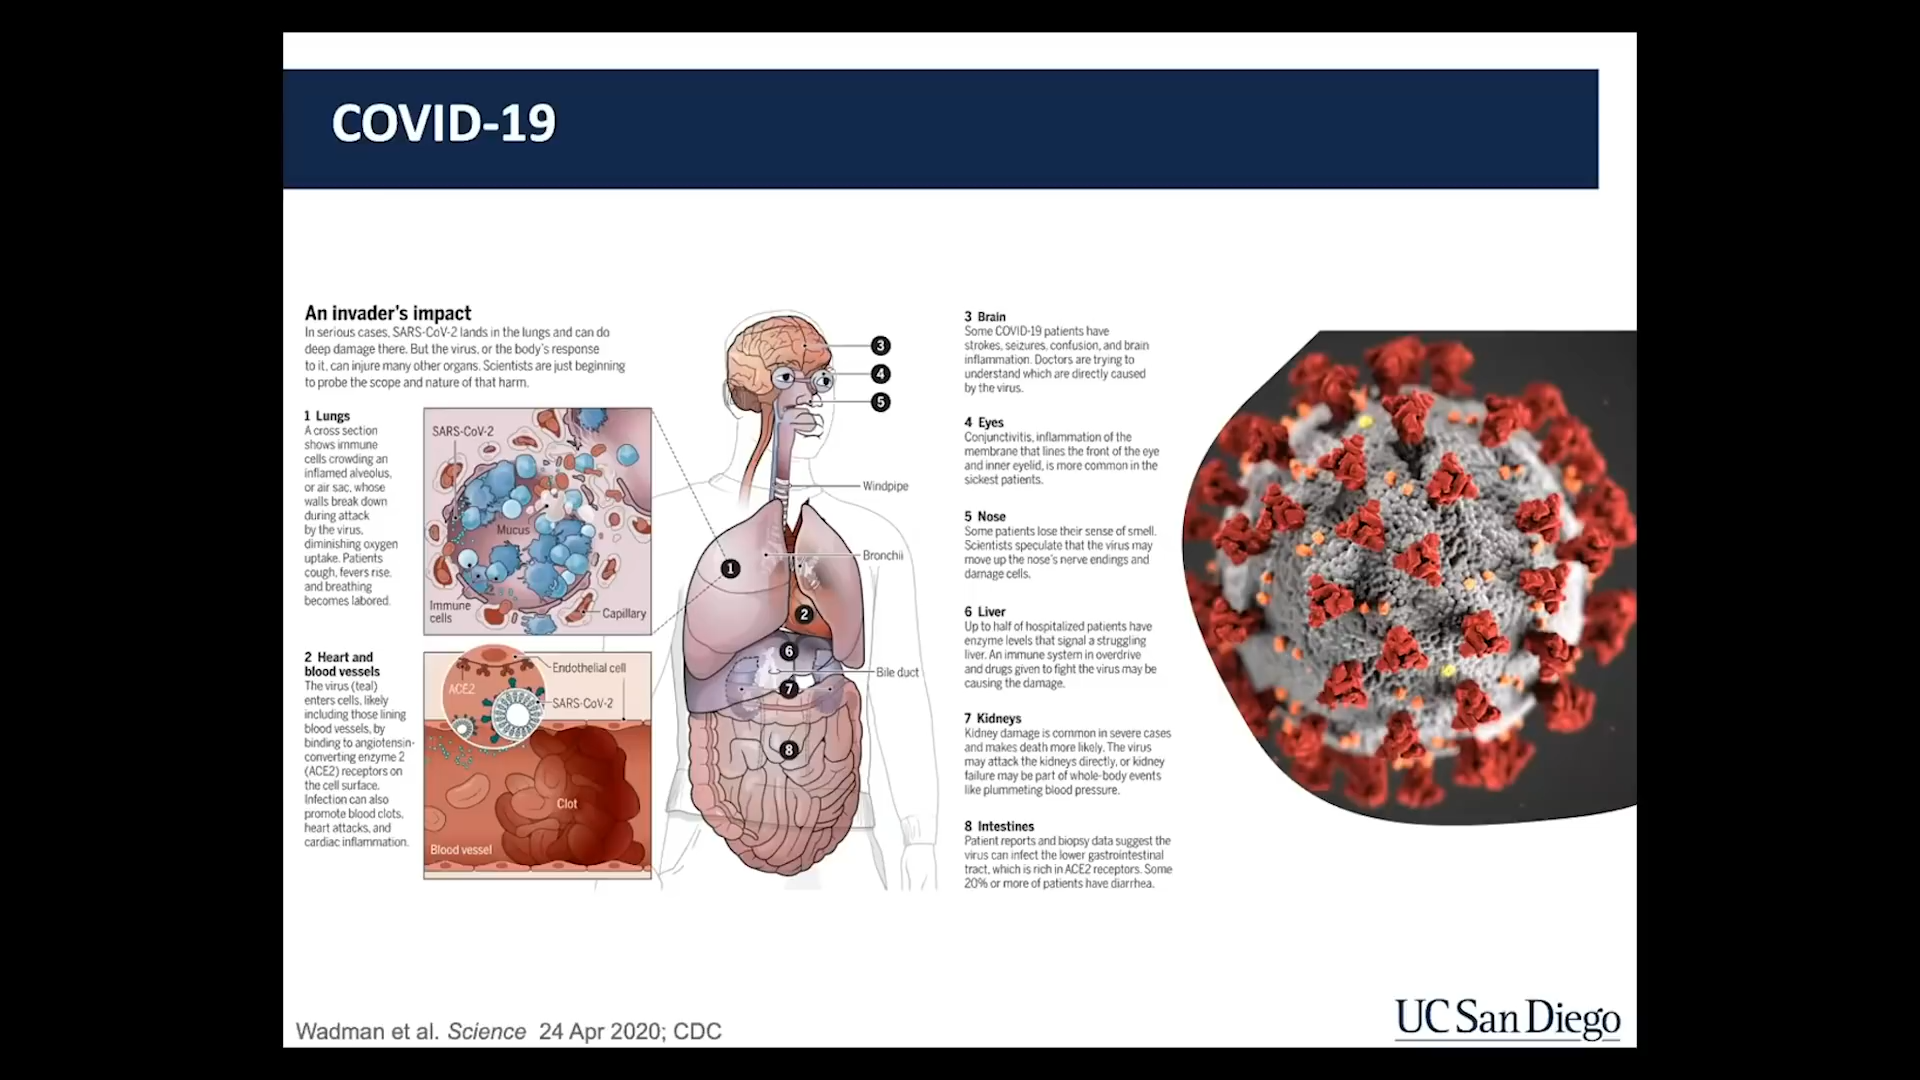 COVID-19
An invader's impact
In serious cases, SARS-CoV-2 lands in the lungs and can do
deep damage there. But the virus, or the body's response
to it, can injure many other organs. Scientists are just beginning
to probe the scope and nature of that harm.
1 Lungs
A cross section
shows immune
cells crowding an
inflamed alveolus,
or air sac, whose
walls break down
during attack
by the virus,
diminishing oxygen
uptake. Patients
cough, fevers rise,
and breathing
becomes labored.
SARS-CoV-2
Mucus
Immune
cells
Capillary
2 Heart and
blood vessels
The virus (teal)
enters cells, likely
including those lining
blood vessels, by
binding to angiotensin-
converting enzyme 2
(ACE2) receptors on
the cell surface.
Infection can also
promote blood clots,
heart attacks, and
cardiac inflammation.
Endothelial cell
ACE2
SARS-CoV-2
Clot
Blood vessel
3
4
5
Windpipe
Bronchii
1
2
6
Bile duct
7
8
3 Brain
Some COVID-19 patients have
strokes, seizures, confusion, and brain
inflammation. Doctors are trying to
understand which are directly caused
by the virus.
4 Eyes
Conjunctivitis, inflammation of the
membrane that lines the front of the eye
and inner eyelid, is more common in the
sickest patients.
5 Nose
Some patients lose their sense of smell.
Scientists speculate that the virus may
move up the nose's nerve endings and
damage cells.
6 Liver
Up to half of hospitalized patients have
enzyme levels that signal a struggling
liver. An immune system in overdrive
and drugs given to fight the virus may be
causing the damage.
7 Kidneys
Kidney damage is common in severe cases
and makes death more likely. The virus
may attack the kidneys directly, or kidney
failure may be part of whole-body events
like plummeting blood pressure.
8 Intestines
Patient reports and biopsy data suggest the
virus can infect the lower gastrointestinal
tract, which is rich in ACE2 receptors. Some
20% or more of patients have diarrhea.
Wadman et al. Science 24 Apr 2020; CDC
UC San Diego